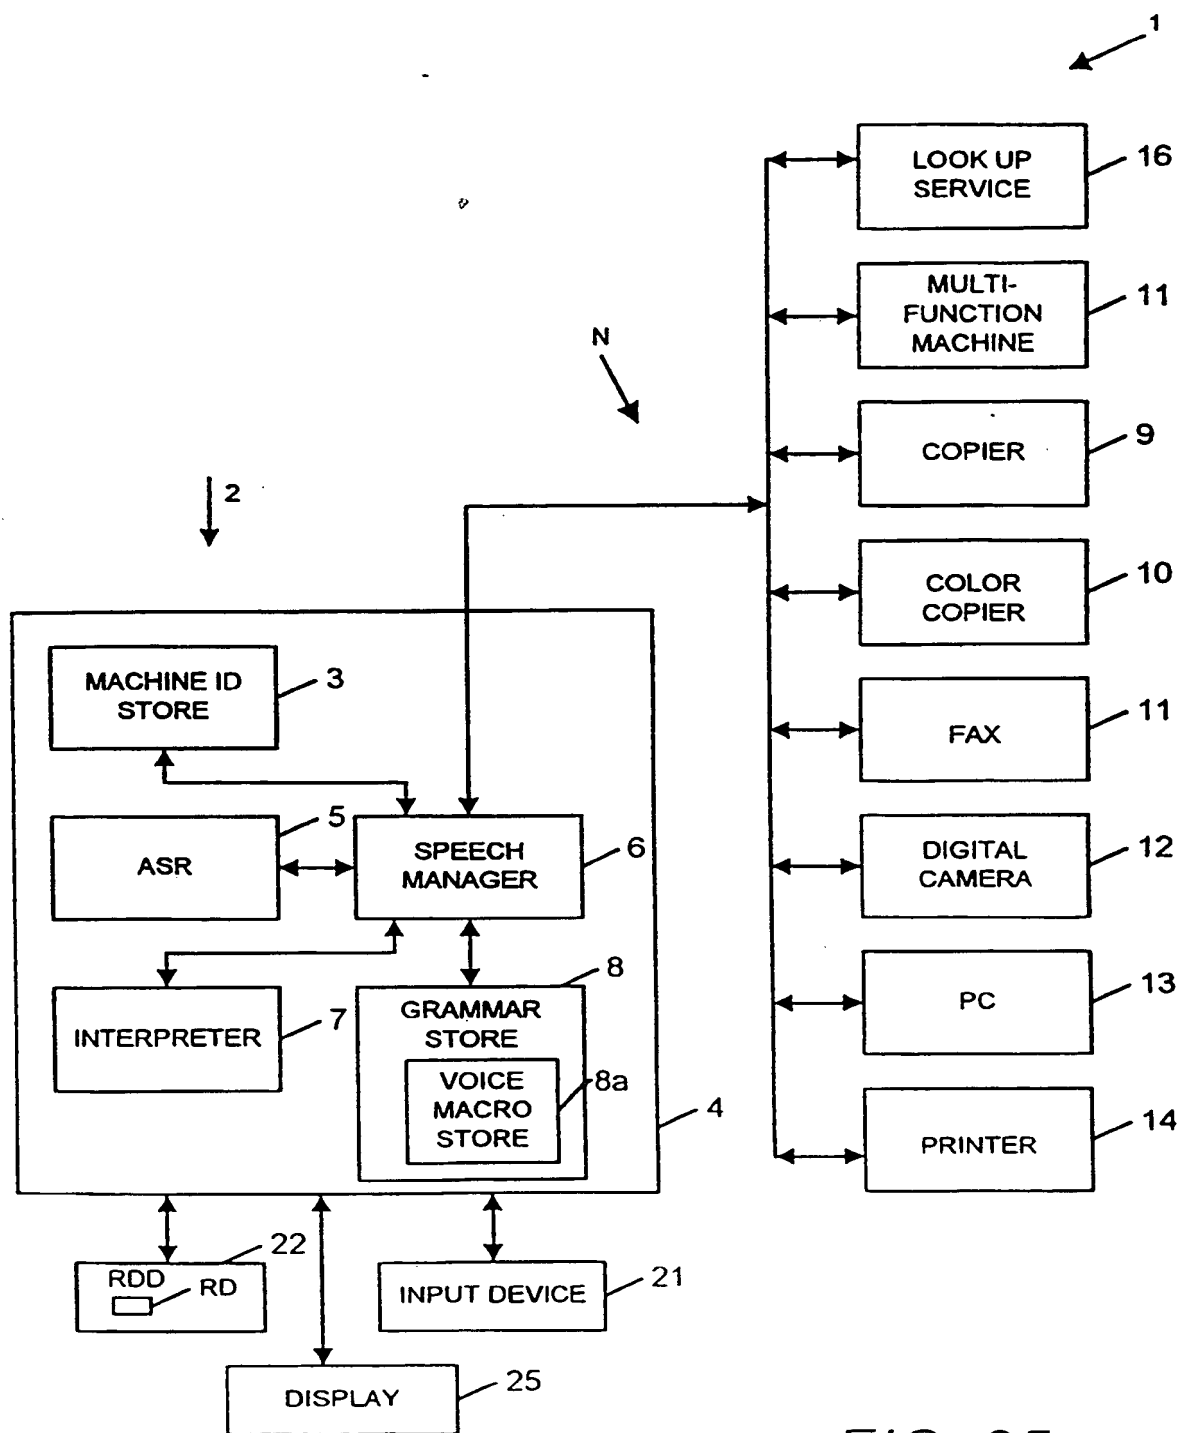 1
LOOK UP
SERVICE
16
MULTI-
FUNCTION
MACHINE
11
N
COPIER
9
2
COLOR
COPIER
10
MACHINE ID
STORE
3
FAX
11
ASR
5
SPEECH
MANAGER
6
DIGITAL
CAMERA
12
INTERPRETER
7
GRAMMAR
STORE
8
VOICE
MACRO
STORE
8a
4
PC
13
PRINTER
14
RDD
RD
22
INPUT DEVICE
21
DISPLAY
25